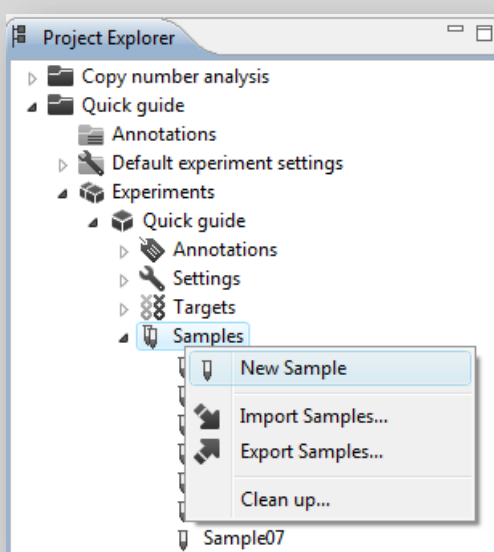 Project Explorer
Copy number analysis
Quick guide
Annotations
Default experiment settings
Experiments
Quick guide
Annotations
Settings
Targets
Samples
New Sample
Import Samples...
Export Samples...
Clean up...
Sample07